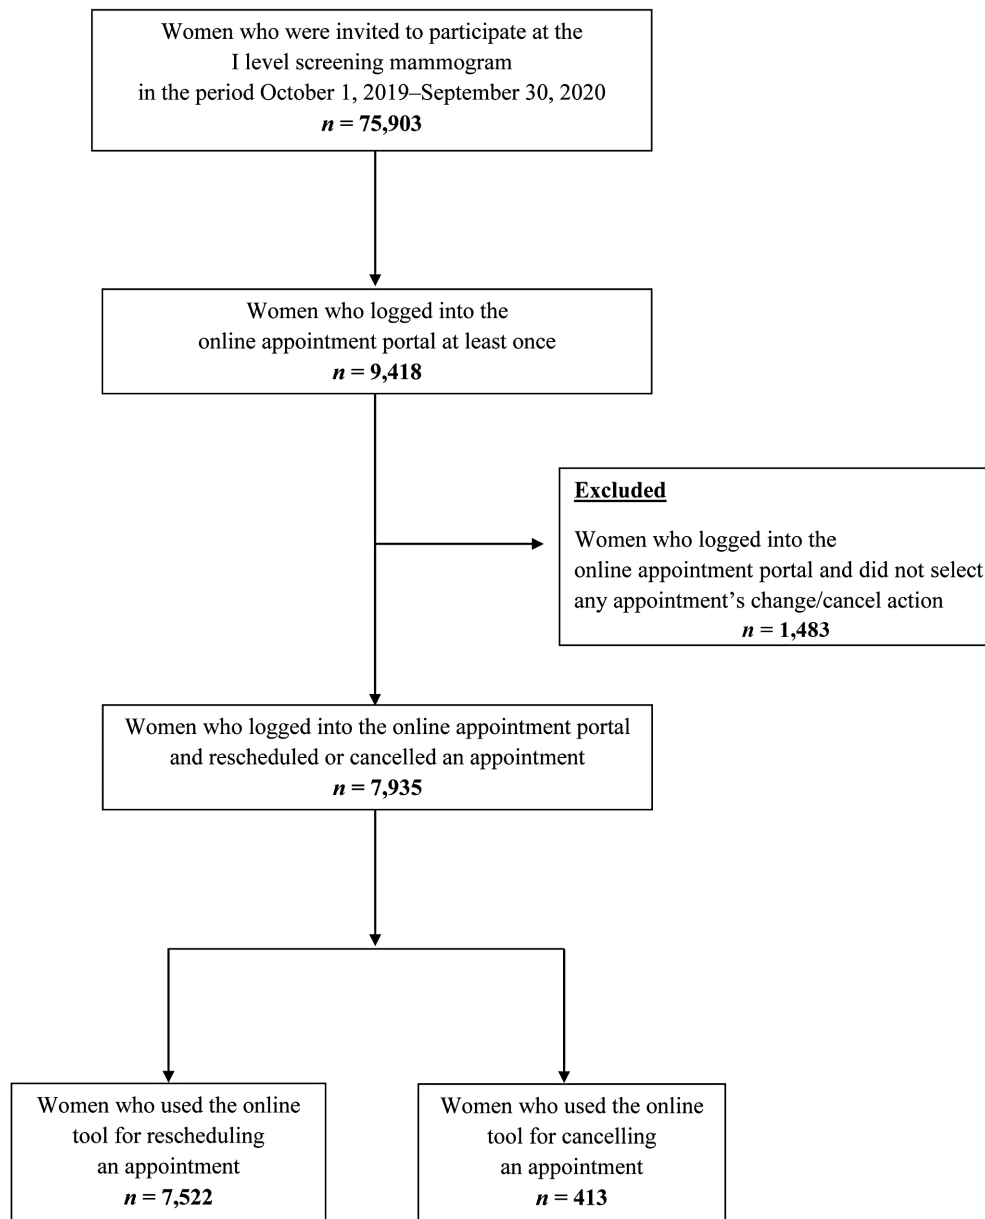 Women who were invited to participate at the
I level screening mammogram
in the period October 1, 2019–September 30, 2020
n = 75,903
Women who logged into the
online appointment portal at least once
n = 9,418
Excluded
Women who logged into the
online appointment portal and did not select
any appointment’s change/cancel action
n = 1,483
Women who logged into the online appointment portal
and rescheduled or cancelled an appointment
n = 7,935
Women who used the online
tool for rescheduling
an appointment
n = 7,522
Women who used the online
tool for cancelling
an appointment
n = 413